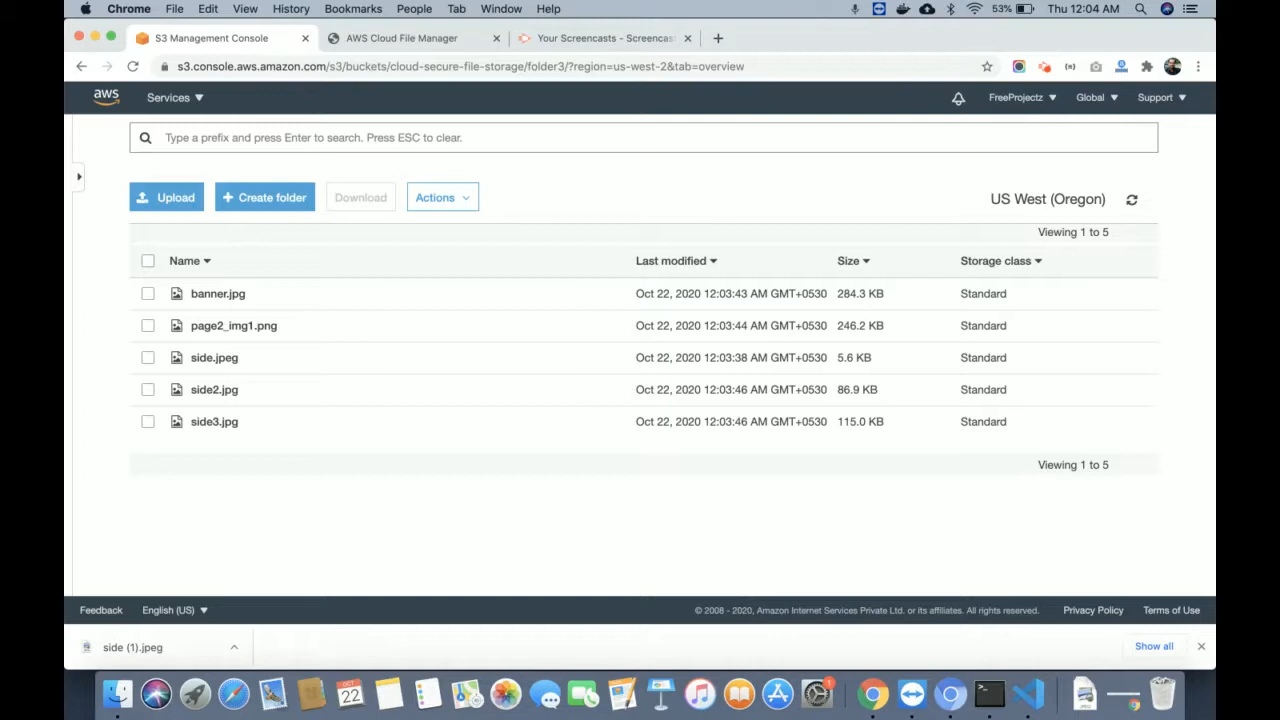 Chrome File Edit View History Bookmarks People Tab Window Help 53% Thu 12:04 AM
S3 Management Console AWS Cloud File Manager Your Screencasts - Screencas
s3.console.aws.amazon.com/s3/buckets/cloud-secure-file-storage/folder3/?region=us-west-2&tab=overview
aws Services FreeProjectz Global Support
Type a prefix and press Enter to search. Press ESC to clear.
Upload + Create folder Download Actions US West (Oregon)
Viewing 1 to 5
Name Last modified Size Storage class
banner.jpg Oct 22, 2020 12:03:43 AM GMT+0530 284.3 KB Standard
page2_img1.png Oct 22, 2020 12:03:44 AM GMT+0530 246.2 KB Standard
side.jpeg Oct 22, 2020 12:03:38 AM GMT+0530 5.6 KB Standard
side2.jpg Oct 22, 2020 12:03:46 AM GMT+0530 86.9 KB Standard
side3.jpg Oct 22, 2020 12:03:46 AM GMT+0530 115.0 KB Standard
Viewing 1 to 5
Feedback English (US) © 2008 - 2020, Amazon Internet Services Private Ltd. or its affiliates. All rights reserved. Privacy Policy Terms of Use
side (1).jpeg Show all
OCT
22
1
JPEG